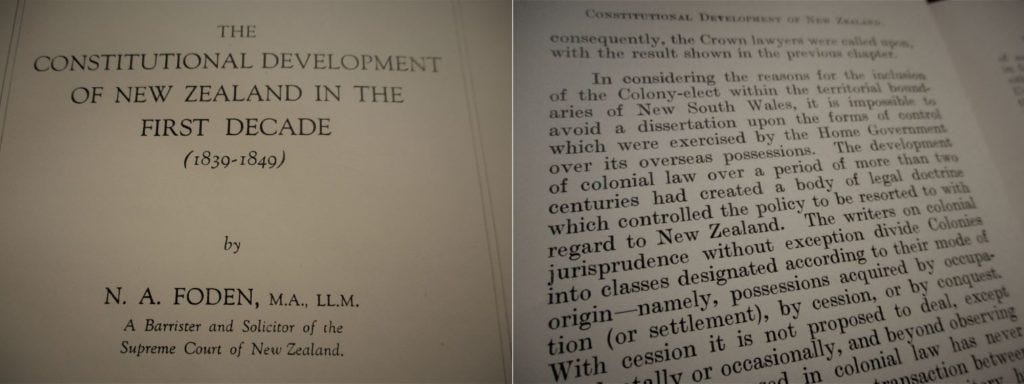 THE
CONSTITUTIONAL DEVELOPMENT
OF NEW ZEALAND IN THE
FIRST DECADE
(1839-1849)
by
N. A. FODEN, M.A., LL.M.
A Barrister and Solicitor of the
Supreme Court of New Zealand.
CONSTITUTIONAL DEVELOPMENT OF NEW ZEALAND.
consequently, the Crown lawyers were called upon,
with the result shown in the previous chapter.
In considering the reasons for the inclusion
of the Colony-elect within the territorial bound-
aries of New South Wales, it is impossible to
avoid a dissertation upon the forms of control
which were exercised by the Home Government
over its overseas possessions. The development
of colonial law over a period of more than two
centuries had created a body of legal doctrine
which controlled the policy to be resorted to with
regard to New Zealand. The writers on colonial
jurisprudence without exception divide Colonies
into classes designated according to their mode of
origin—namely, possessions acquired by occupa-
tion (or settlement), by cession, or by conquest.
With cession it is not proposed to deal, except
or occasionally, and beyond observing
in colonial law has never
between